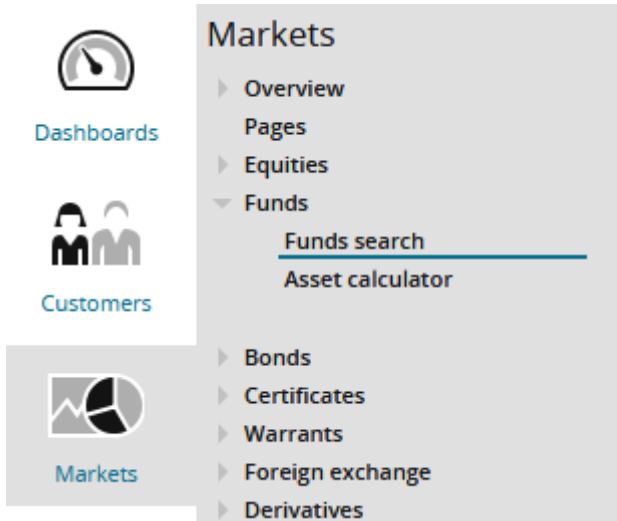 Dashboards
Customers
Markets
Markets
Overview
Pages
Equities
Funds
Funds search
Asset calculator
Bonds
Certificates
Warrants
Foreign exchange
Derivatives